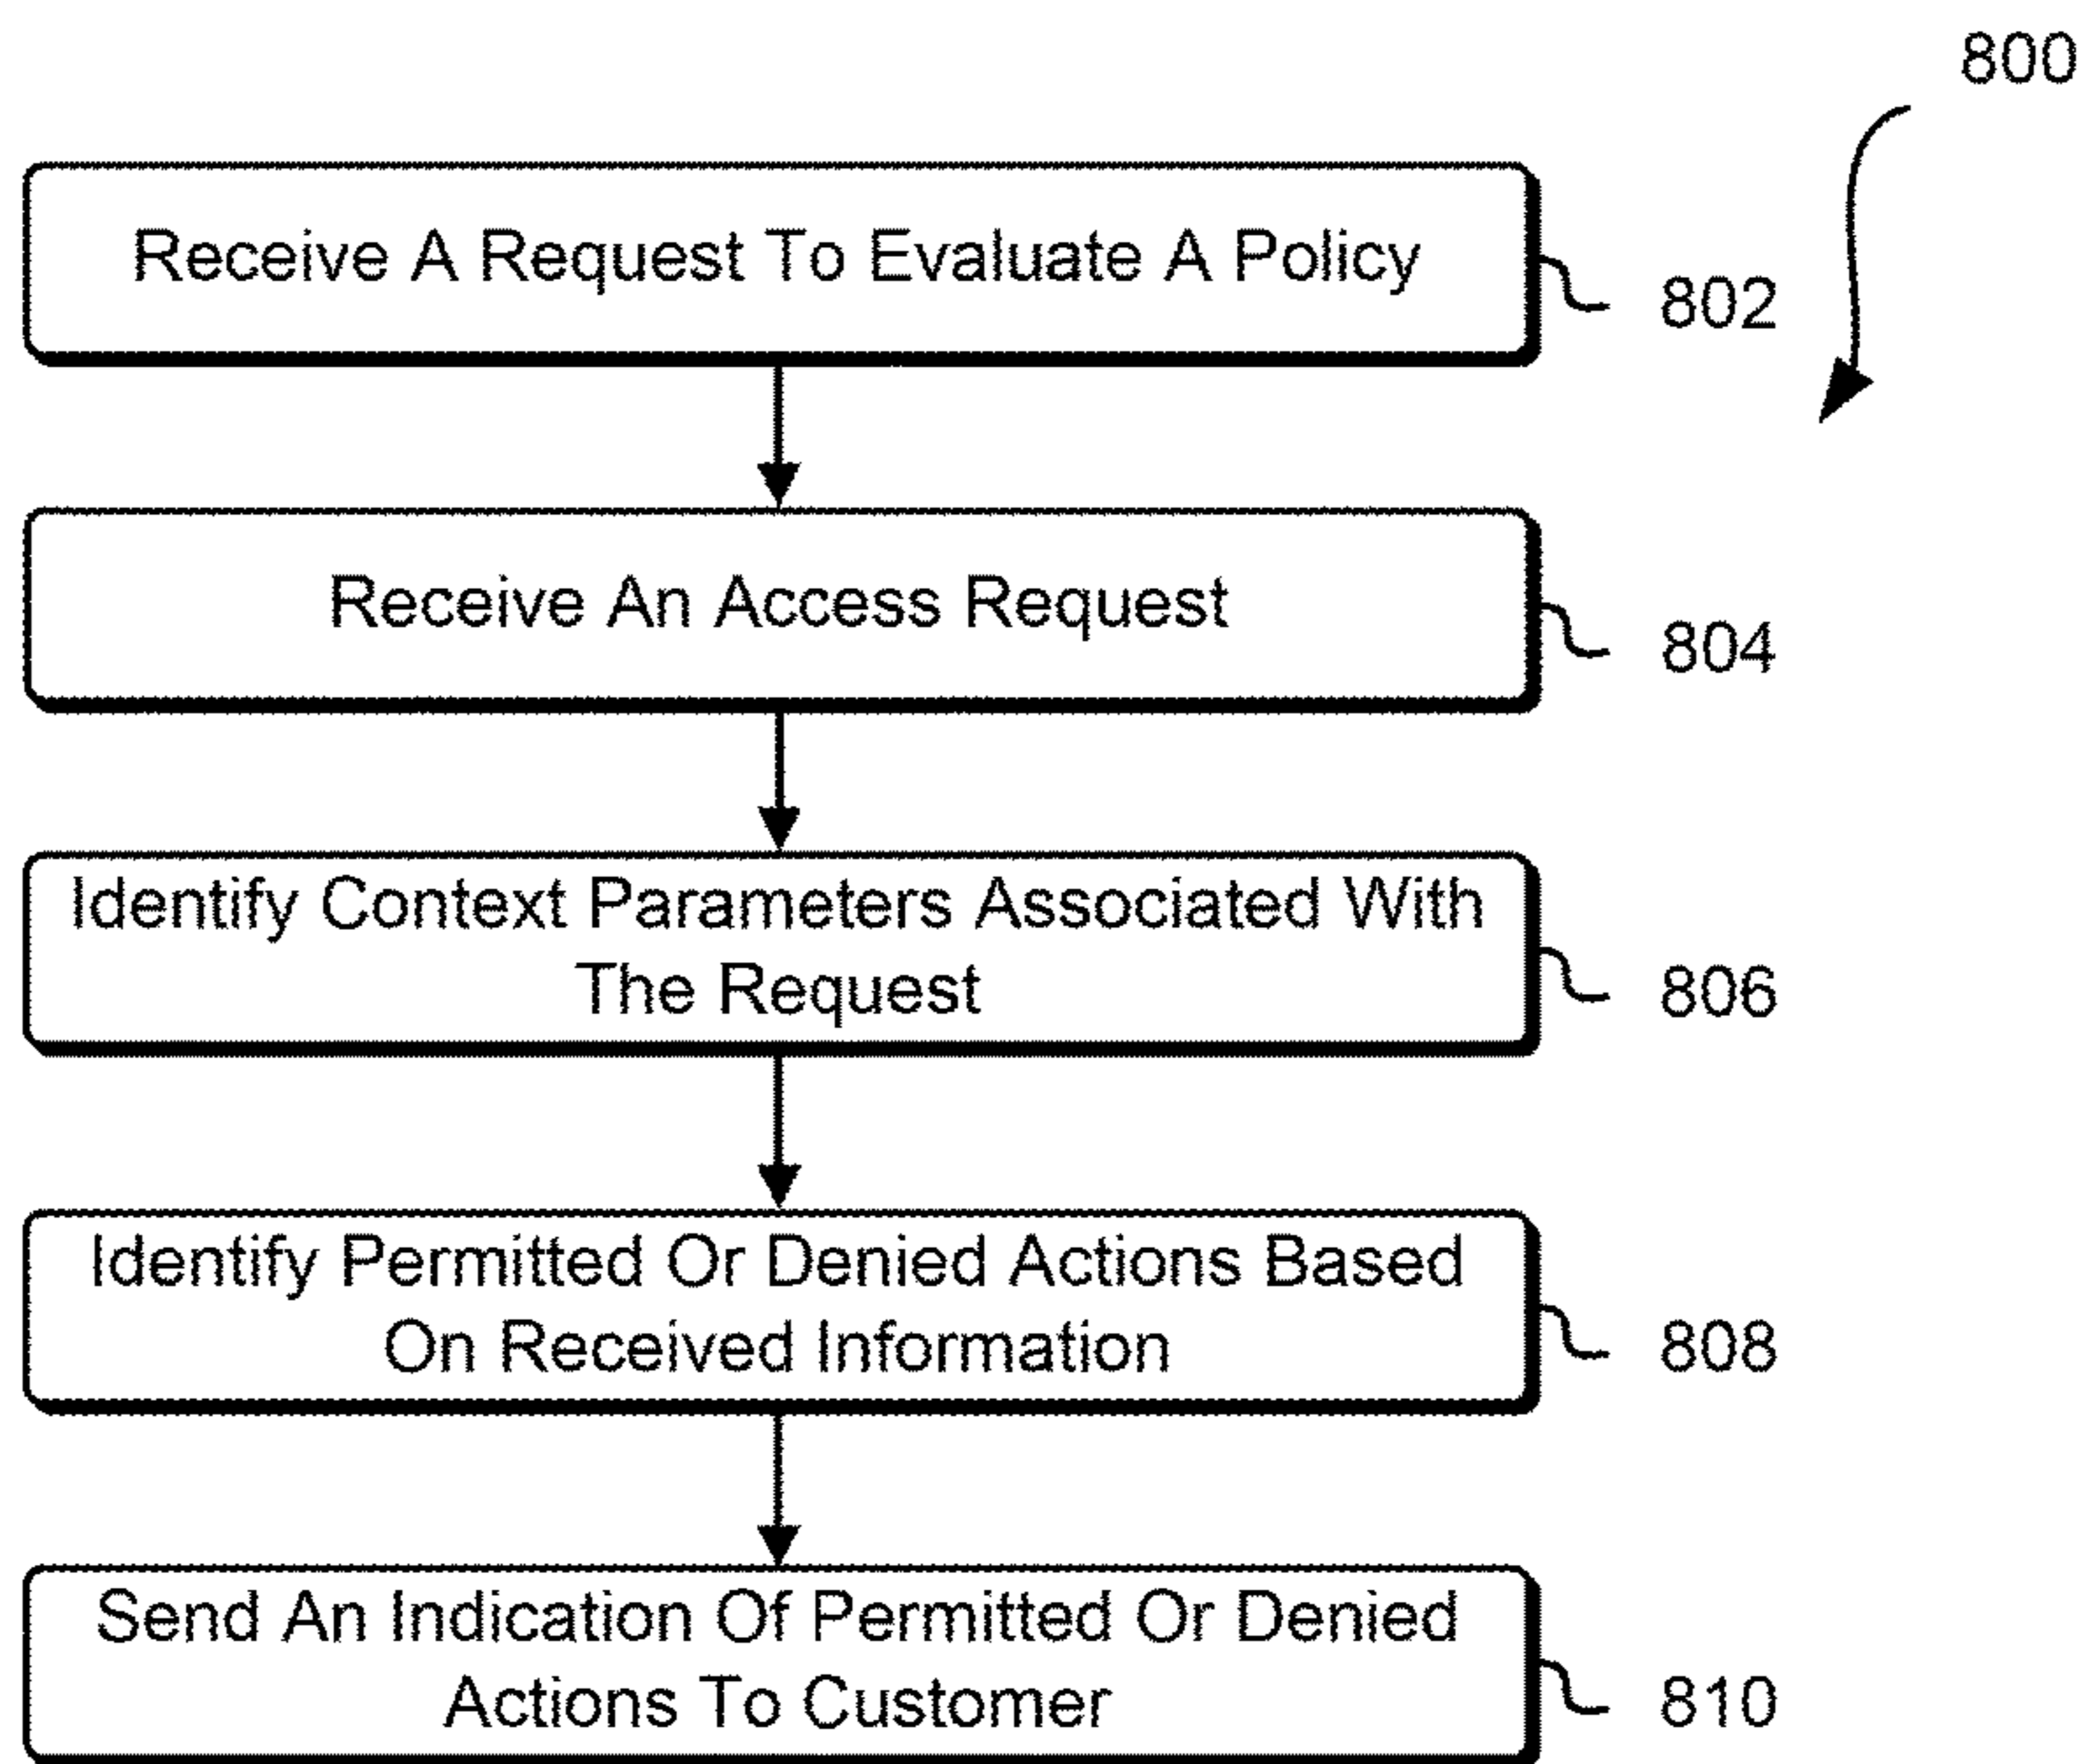 800
Receive A Request To Evaluate A Policy
802
Receive An Access Request
804
Identify Context Parameters Associated With
The Request
806
Identify Permitted Or Denied Actions Based
On Received Information
808
Send An Indication Of Permitted Or Denied
Actions To Customer
810